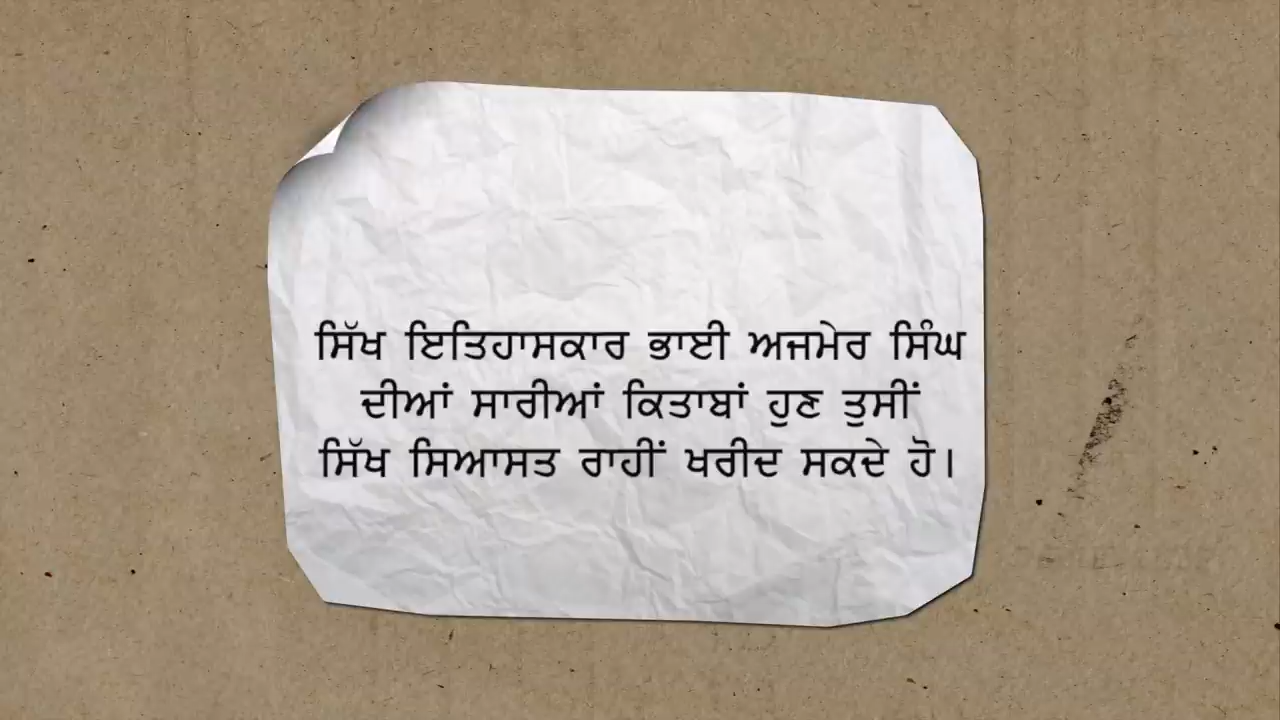 ਸਿੱਖ ਇਤਿਹਾਸਕਾਰ ਭਾਈ ਅਜਮੇਰ ਸਿੰਘ
ਦੀਆਂ ਸਾਰੀਆਂ ਕਿਤਾਬਾਂ ਹੁਣ ਤੁਸੀਂ
ਸਿੱਖ ਸਿਆਸਤ ਰਾਹੀਂ ਖਰੀਦ ਸਕਦੇ ਹੋ।